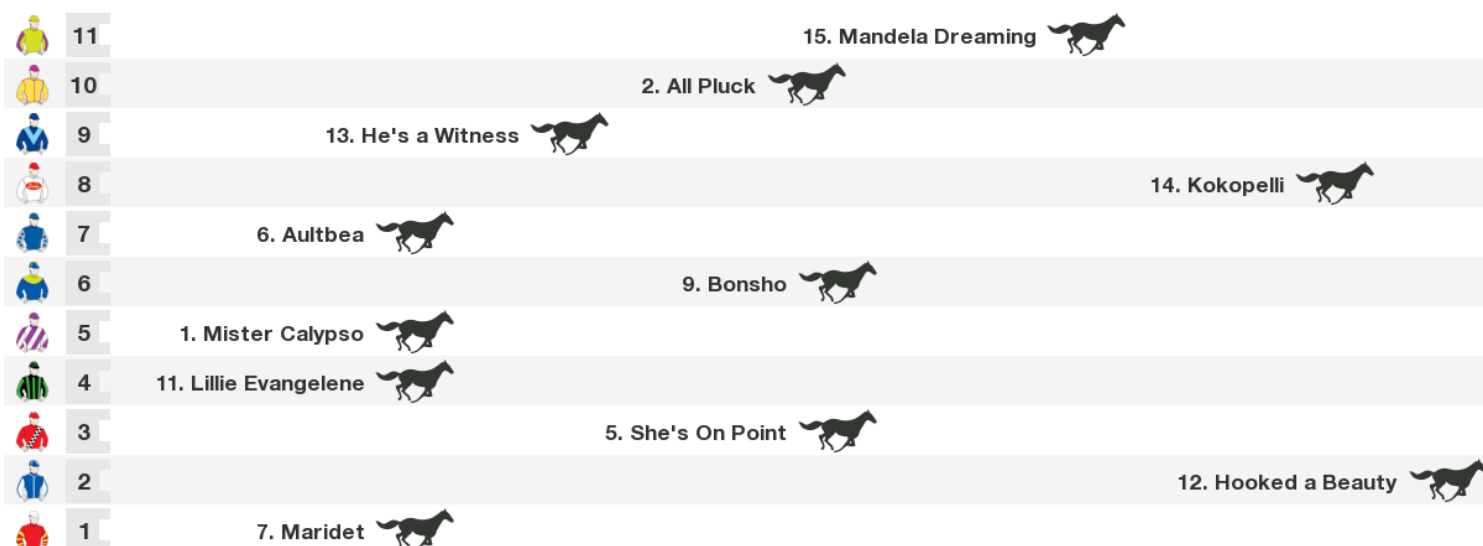 11 15. Mandela Dreaming
10 2. All Pluck
9 13. He's a Witness
8 14. Kokopelli
7 6. Aultbea
6 9. Bonsho
5 1. Mister Calypso
4 11. Lillie Evangelene
3 5. She's On Point
2 12. Hooked a Beauty
1 7. Maridet